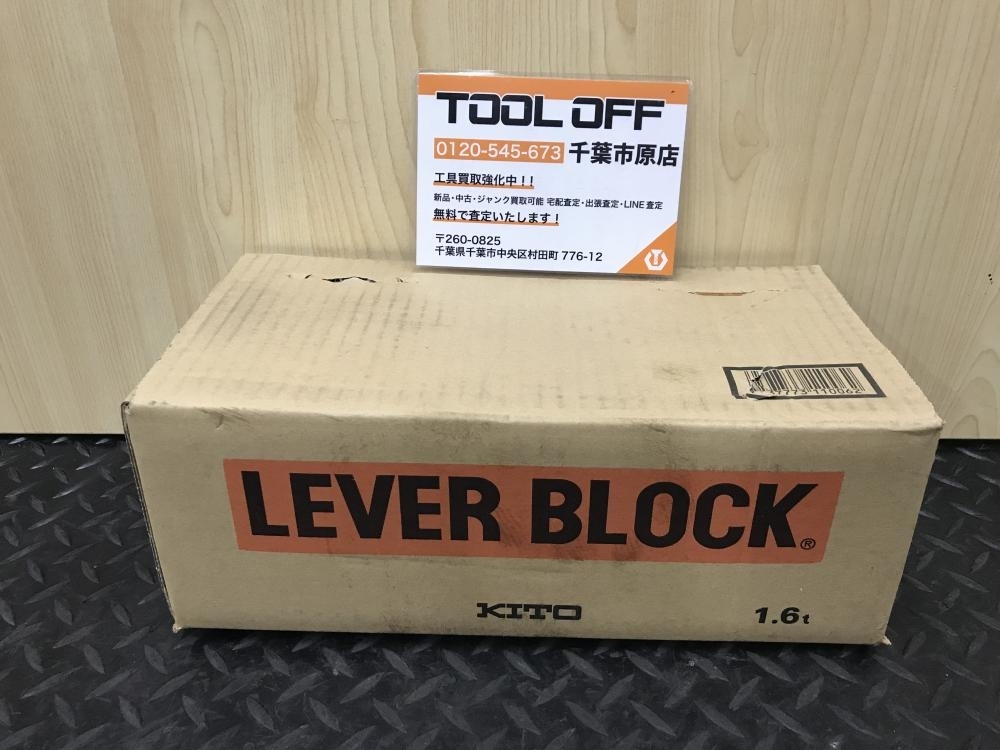 TOOL OFF
0120-545-673 千葉市原店
工具買取強化中！！
新品・中古・ジャンク買取可能 宅配査定・出張査定・LINE査定
無料で査定いたします！
〒260-0825
千葉県千葉市中央区村田町 776-12
LEVER BLOCK®
KITO
1.6t